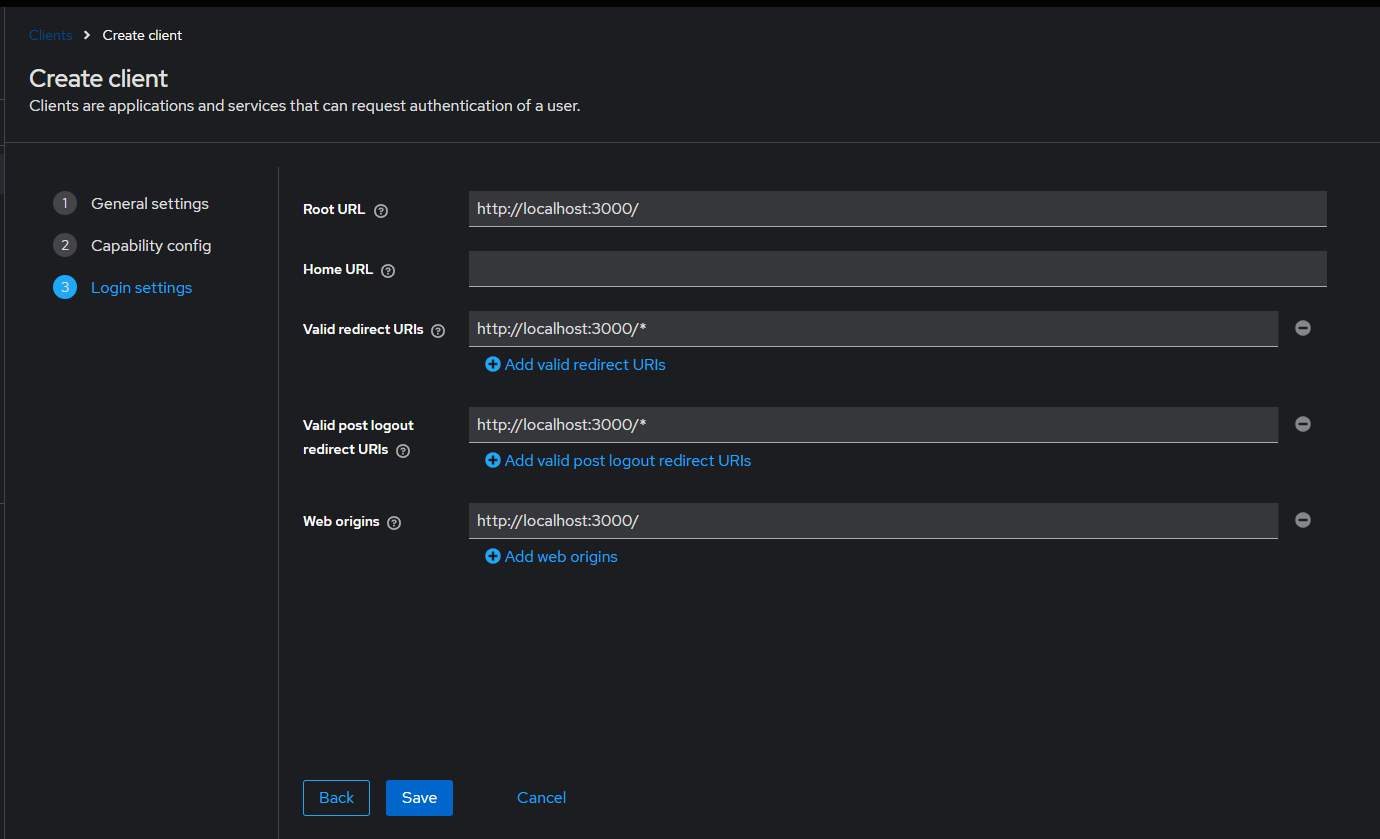 Clients > Create client
Create client
Clients are applications and services that can request authentication of a user.
1 General settings
2 Capability config
3 Login settings
Root URL ? http://localhost:3000/
Home URL ?
Valid redirect URIs ? http://localhost:3000/*
Add valid redirect URIs
Valid post logout
redirect URIs ? http://localhost:3000/*
Add valid post logout redirect URIs
Web origins ? http://localhost:3000/
Add web origins
Back Save Cancel